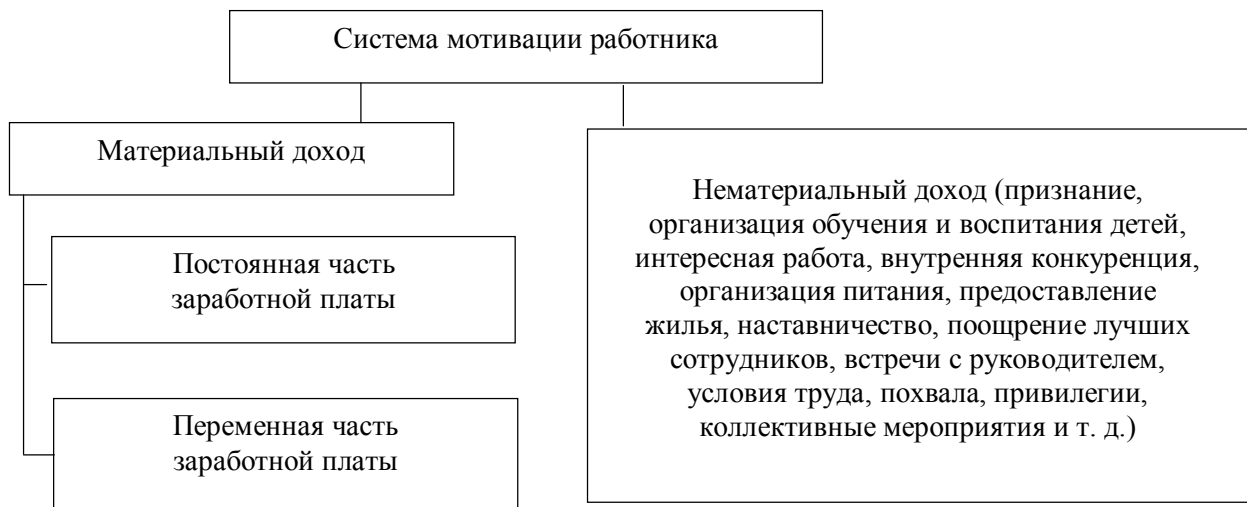 Система мотивации работника
Материальный доход
Постоянная часть
заработной платы
Переменная часть
заработной платы
Нематериальный доход (признание,
организация обучения и воспитания детей,
интересная работа, внутренняя конкуренция,
организация питания, предоставление
жилья, наставничество, поощрение лучших
сотрудников, встречи с руководителем,
условия труда, похвала, привилегии,
коллективные мероприятия и т. д.)